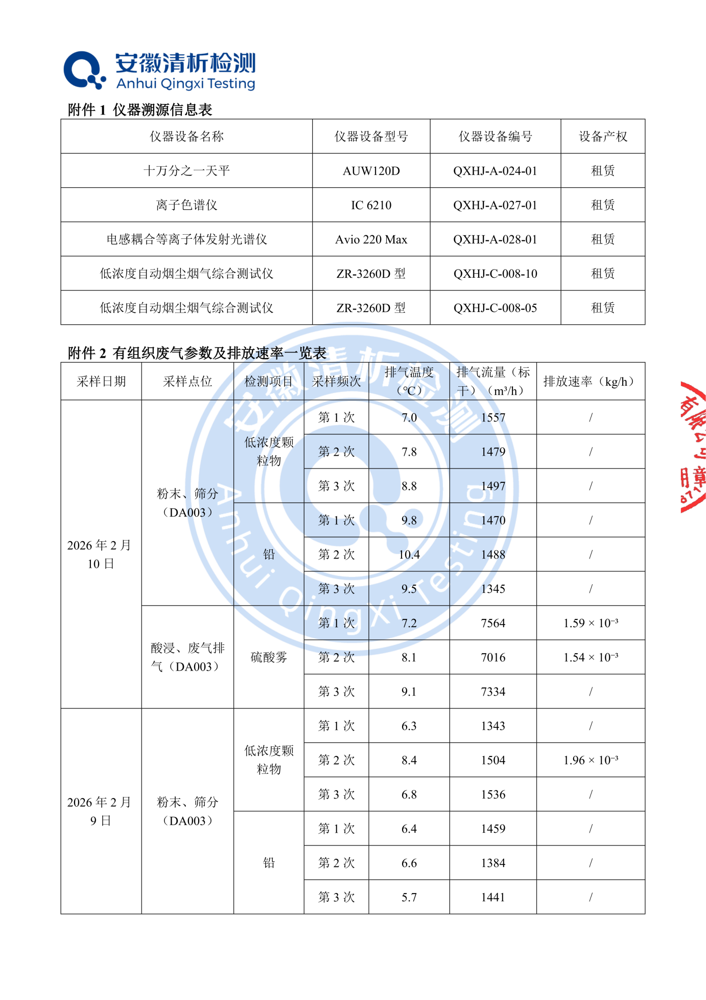 安徽清析检测
Anhui Qingxi Testing
附件 1 仪器溯源信息表
仪器设备名称 仪器设备型号 仪器设备编号 设备产权
十万分之一天平 AUW120D QXHJ-A-024-01 租赁
离子色谱仪 IC 6210 QXHJ-A-027-01 租赁
电感耦合等离子体发射光谱仪 Avio 220 Max QXHJ-A-028-01 租赁
低浓度自动烟尘烟气综合测试仪 ZR-3260D 型 QXHJ-C-008-10 租赁
低浓度自动烟尘烟气综合测试仪 ZR-3260D 型 QXHJ-C-008-05 租赁
附件 2 有组织废气参数及排放速率一览表
采样日期 采样点位 检测项目 采样频次 排气温度（℃） 排气流量（标干）（m³/h） 排放速率（kg/h）
2026 年 2 月 10 日
粉末、筛分（DA003）
低浓度颗粒物
第 1 次 7.0 1557 /
第 2 次 7.8 1479 /
第 3 次 8.8 1497 /
铅
第 1 次 9.8 1470 /
第 2 次 10.4 1488 /
第 3 次 9.5 1345 /
酸浸、废气排气（DA003）
硫酸雾
第 1 次 7.2 7564 1.59 × 10⁻³
第 2 次 8.1 7016 1.54 × 10⁻³
第 3 次 9.1 7334 /
2026 年 2 月 9 日
粉末、筛分（DA003）
低浓度颗粒物
第 1 次 6.3 1343 /
第 2 次 8.4 1504 1.96 × 10⁻³
第 3 次 6.8 1536 /
铅
第 1 次 6.4 1459 /
第 2 次 6.6 1384 /
第 3 次 5.7 1441 /
安徽清析检测
Anhui QingXi Testing
有限公司
章